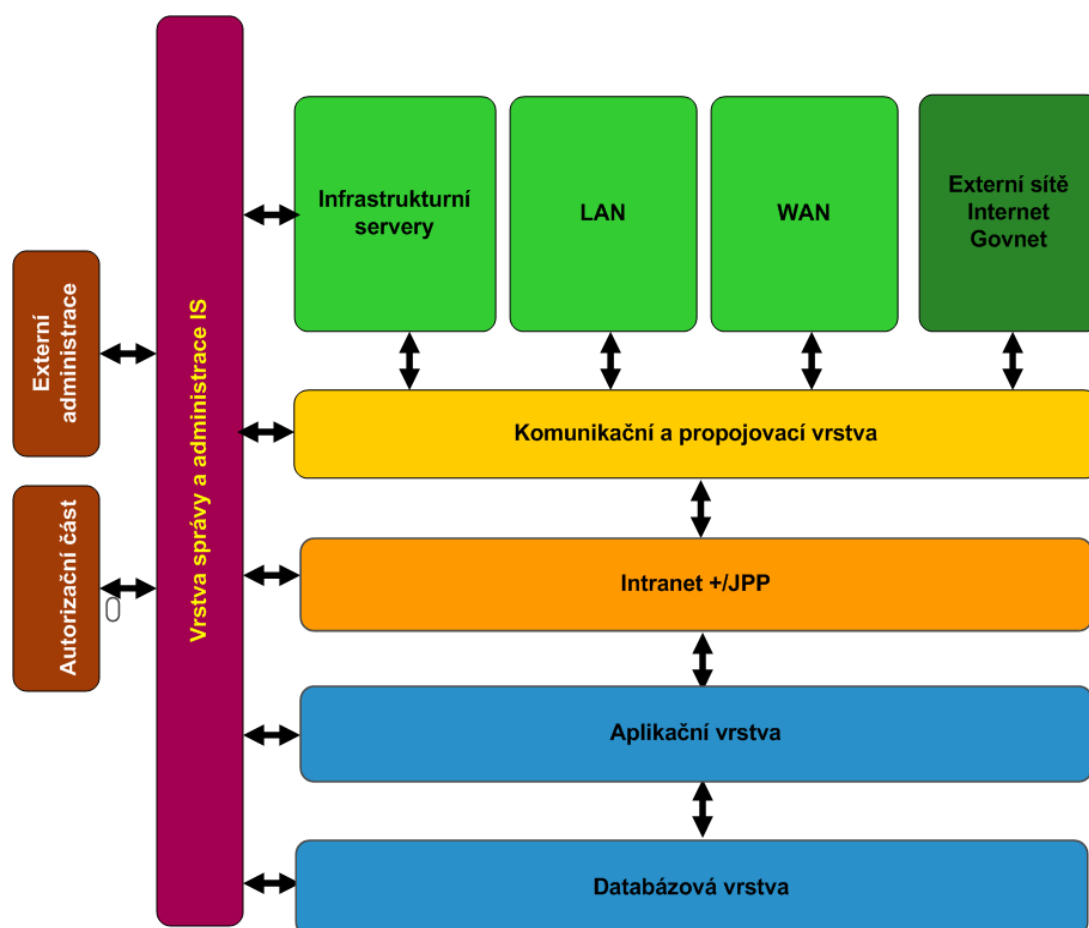 Externí
administrace
Autorizační část
Vrstva správy a administrace IS
Infrastrukturní
servery
LAN
WAN
Externí sítě
Internet
Govnet
Komunikační a propojovací vrstva
Intranet +/JPP
Aplikační vrstva
Databázová vrstva